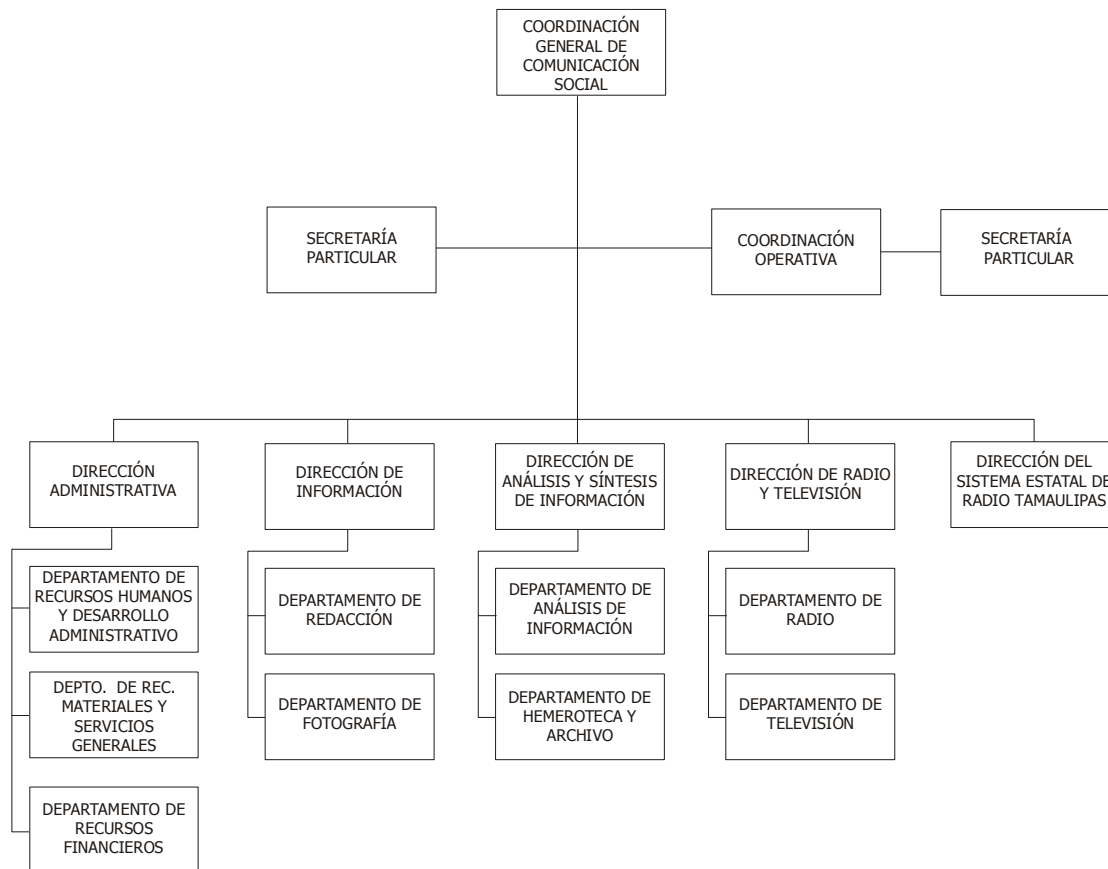 COORDINACIÓN
GENERAL DE
COMUNICACIÓN
SOCIAL
SECRETARÍA
PARTICULAR
COORDINACIÓN
OPERATIVA
SECRETARÍA
PARTICULAR
DIRECCIÓN
ADMINISTRATIVA
DIRECCIÓN DE
INFORMACIÓN
DIRECCIÓN DE
ANÁLISIS Y SÍNTESIS
DE INFORMACIÓN
DIRECCIÓN DE RADIO
Y TELEVISIÓN
DIRECCIÓN DEL
SISTEMA ESTATAL DE
RADIO TAMAULIPAS
DEPARTAMENTO DE
RECURSOS HUMANOS
Y DESARROLLO
ADMINISTRATIVO
DEPARTAMENTO DE
REDACCIÓN
DEPARTAMENTO DE
ANÁLISIS DE
INFORMACIÓN
DEPARTAMENTO DE
RADIO
DEPTO. DE REC.
MATERIALES Y
SERVICIOS
GENERALES
DEPARTAMENTO DE
FOTOGRAFÍA
DEPARTAMENTO DE
HEMEROTECA Y
ARCHIVO
DEPARTAMENTO DE
TELEVISIÓN
DEPARTAMENTO DE
RECURSOS
FINANCIEROS